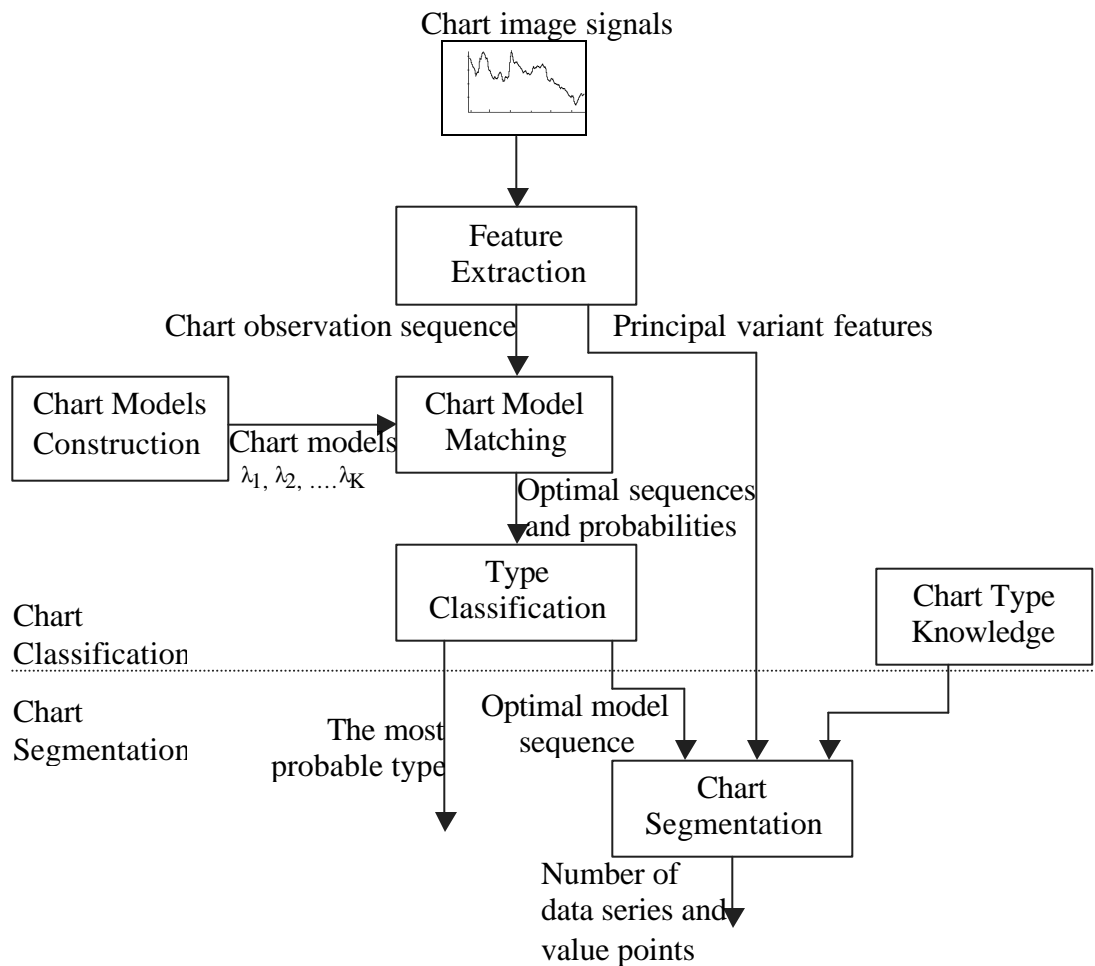 Chart image signals
Feature
Extraction
Chart observation sequence
Principal variant features
Chart Models
Construction
Chart models
λ1, λ2, ....λK
Chart Model
Matching
Optimal sequences
and probabilities
Type
Classification
Chart Type
Knowledge
Chart
Classification
Chart
Segmentation
The most
probable type
Optimal model
sequence
Chart
Segmentation
Number of
data series and
value points